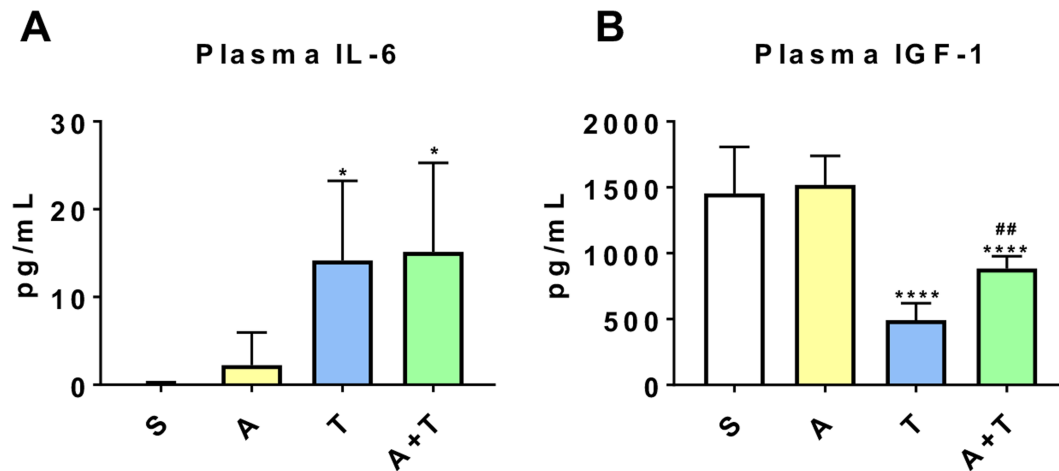 A
Plasma IL-6
30
20
10
0
pg/mL
*
*
S
A
T
A+T
B
Plasma IGF-1
2000
1500
1000
500
0
pg/mL
##
****
****
S
A
T
A+T